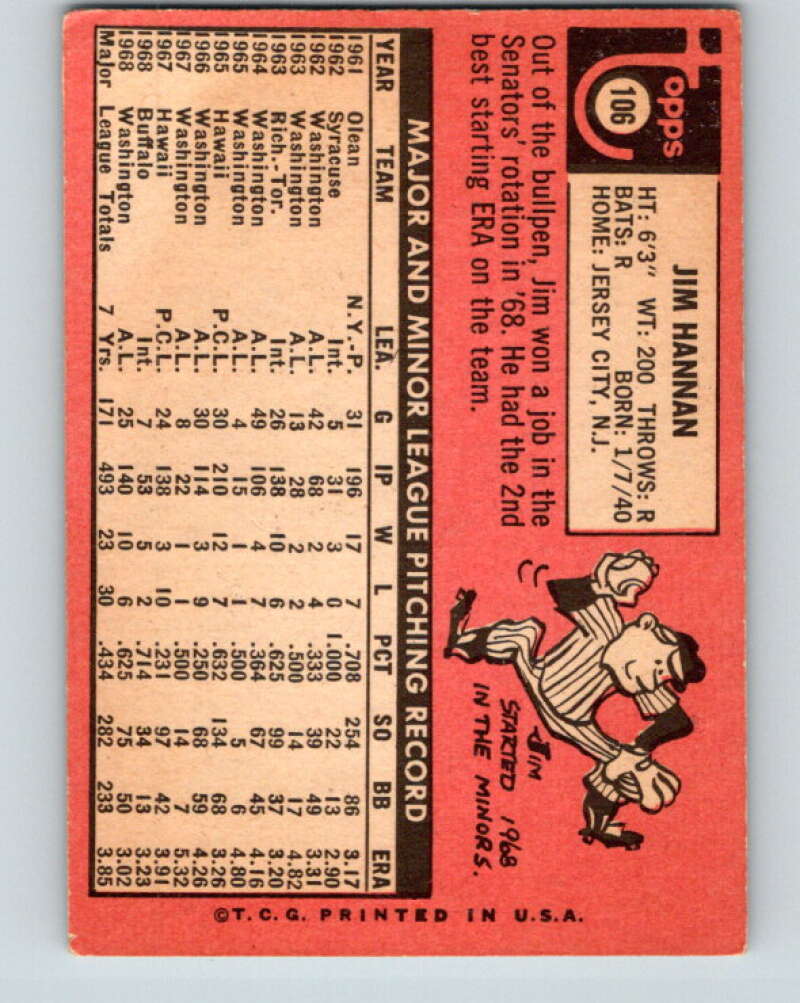 Topps
106
JIM HANNAN
HT: 6'3" WT: 200 THROWS: R
BATS: R BORN: 1/7/40
HOME: JERSEY CITY, N.J.
Out of the bullpen, Jim won a job in the
Senators' rotation in '68. He had the 2nd
best starting ERA on the team.
JIM
STARTED 1968
IN THE MINORS.
MAJOR AND MINOR LEAGUE PITCHING RECORD
YEAR TEAM LEA. G IP W L PCT SO BB ERA
1961 Olean N.Y.-P. 31 196 17 7 .708 254 86 3.17
1962 Syracuse Int. 5 31 3 0 1.000 22 13 2.90
1962 Washington A.L. 42 68 2 4 .333 39 49 3.31
1963 Washington A.L. 13 28 2 2 .500 14 17 4.82
1963 Rich.-Tor. Int. 26 138 10 6 .625 99 37 3.20
1964 Washington A.L. 49 106 4 7 .364 67 45 4.16
1965 Washington A.L. 4 15 1 1 .500 5 6 4.80
1965 Hawaii P.C.L. 30 210 12 7 .632 134 68 3.26
1966 Washington A.L. 30 114 3 9 .250 68 59 4.26
1967 Washington A.L. 8 22 1 1 .500 14 7 5.32
1967 Hawaii P.C.L. 24 138 3 10 .231 97 42 3.91
1968 Buffalo Int. 7 53 5 2 .714 34 13 3.23
1968 Washington A.L. 25 140 10 6 .625 75 50 3.02
Major League Totals 7 Yrs. 171 493 23 30 .434 282 233 3.85
©T.C.G. PRINTED IN U.S.A.